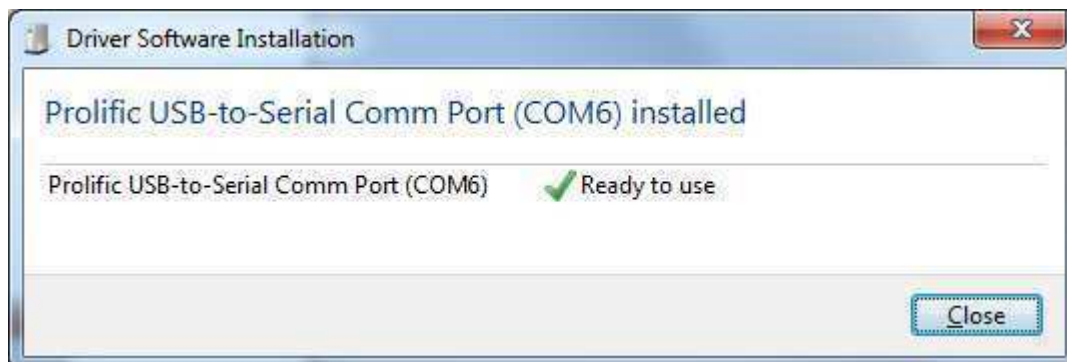 Driver Software Installation
Prolific USB-to-Serial Comm Port (COM6) installed
Prolific USB-to-Serial Comm Port (COM6) Ready to use
Close